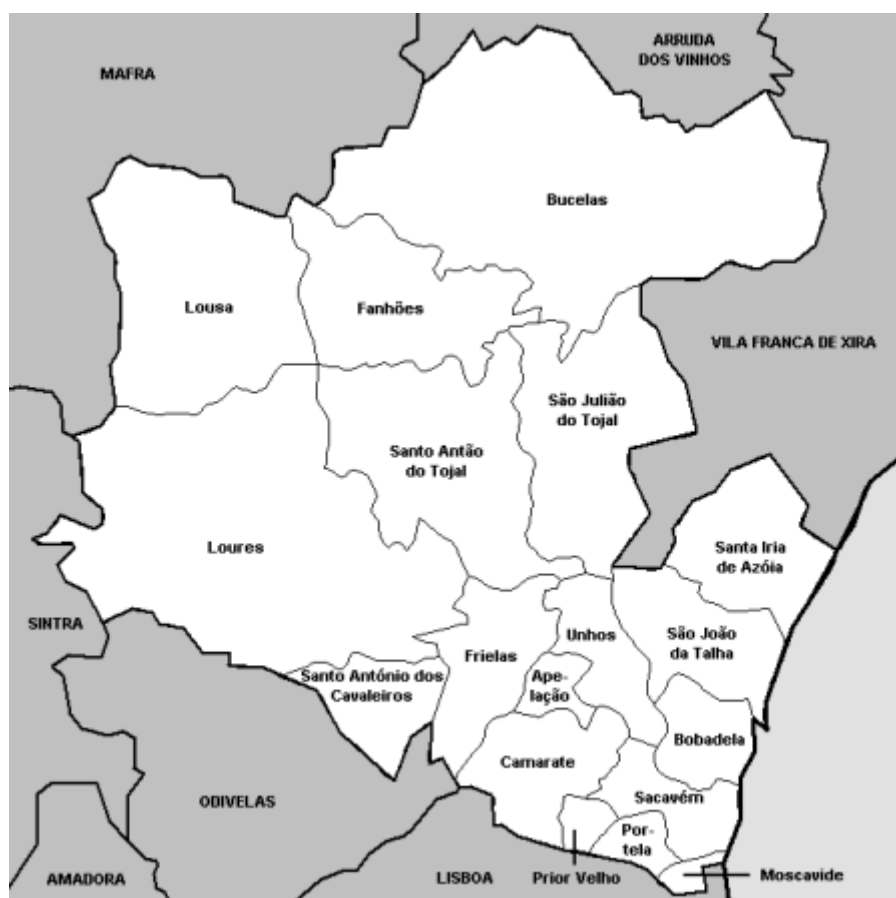 ARRUDA
DOS VINHOS
MAFRA
Bucelas
Lousa
Fanhões
VILA FRANCA DE XIRA
São Julião
do Tojal
Santo Antão
do Tojal
Loures
Santa Iria
de Azóia
SINTRA
Unhos
São João
da Talha
Frielas
Santo António dos
Cavaleiros
Ape-
lação
Bobadela
Camarate
ODIVELAS
Sacavém
Por-
tela
AMADORA
LISBOA
Prior Velho
Moscavide